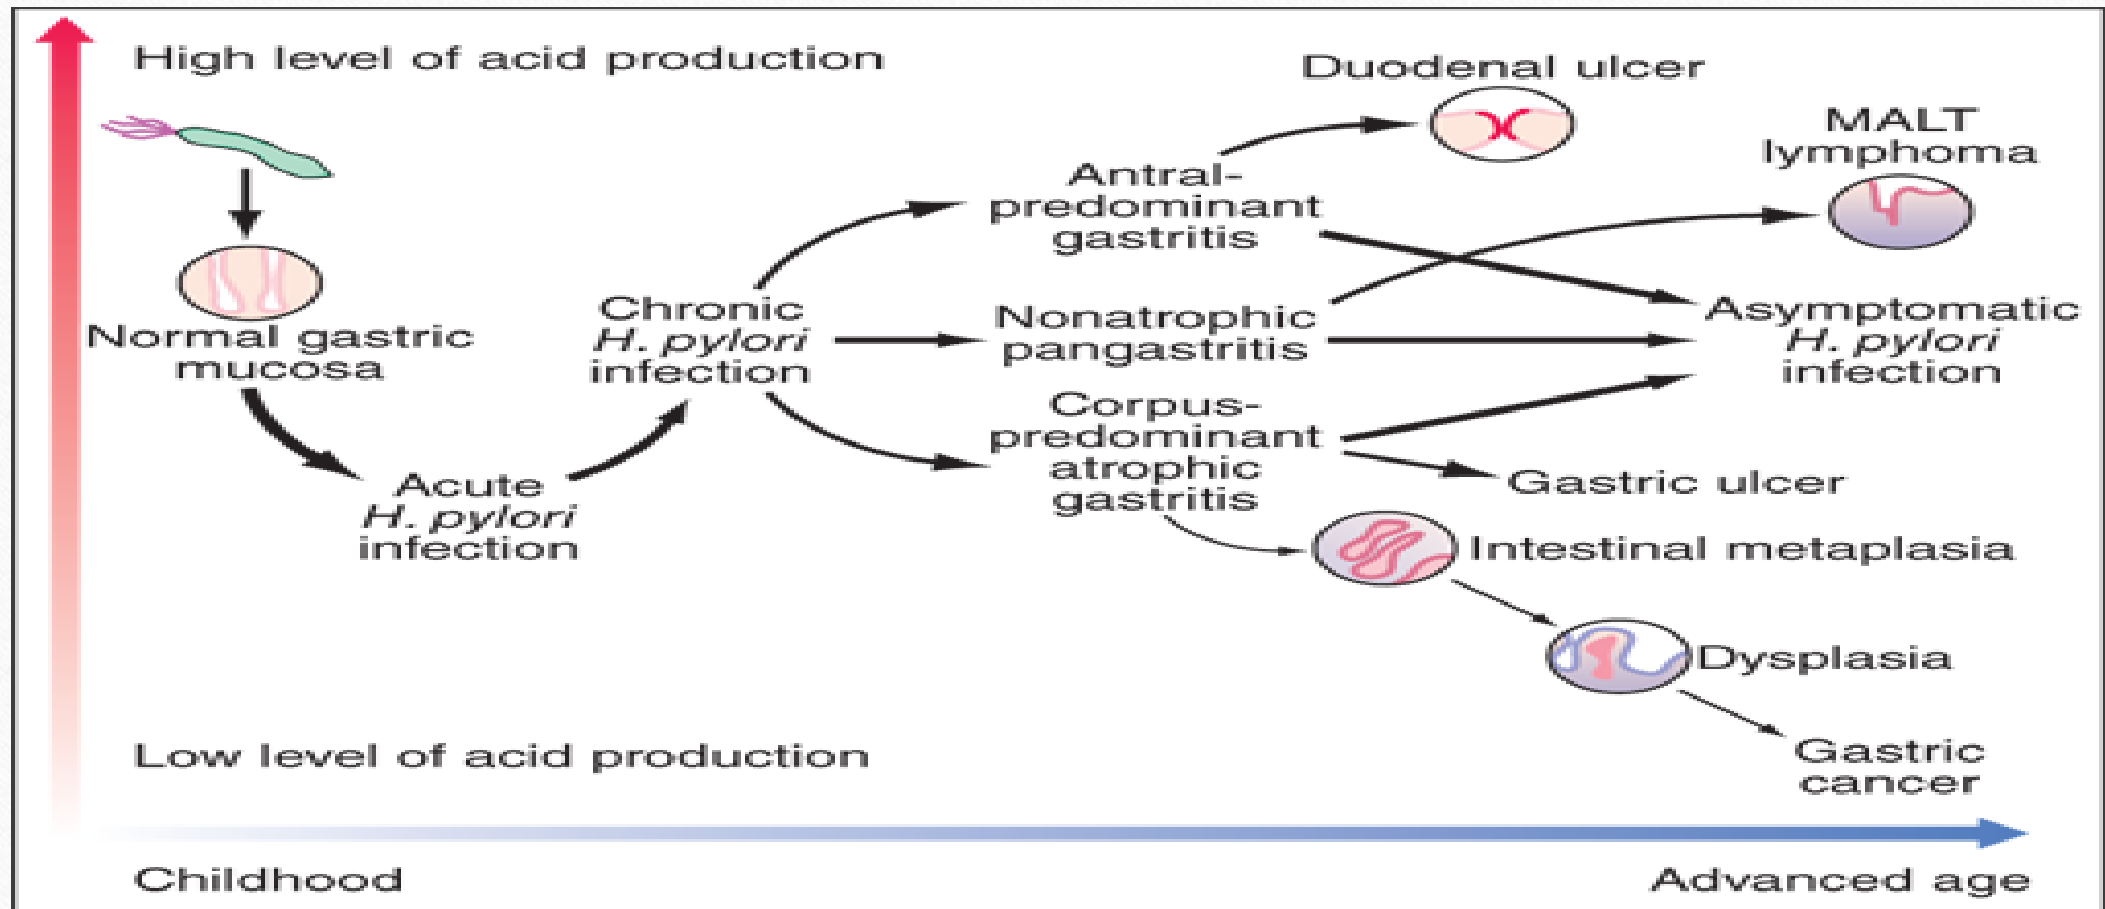 High level of acid production
Duodenal ulcer
MALT
lymphoma
Antral-
predominant
gastritis
Normal gastric
mucosa
Chronic
H. pylori
infection
Nonatrophic
pangastritis
Asymptomatic
H. pylori
infection
Corpus-
predominant
atrophic
gastritis
Acute
H. pylori
infection
Gastric ulcer
Intestinal metaplasia
Dysplasia
Low level of acid production
Gastric
cancer
Childhood
Advanced age